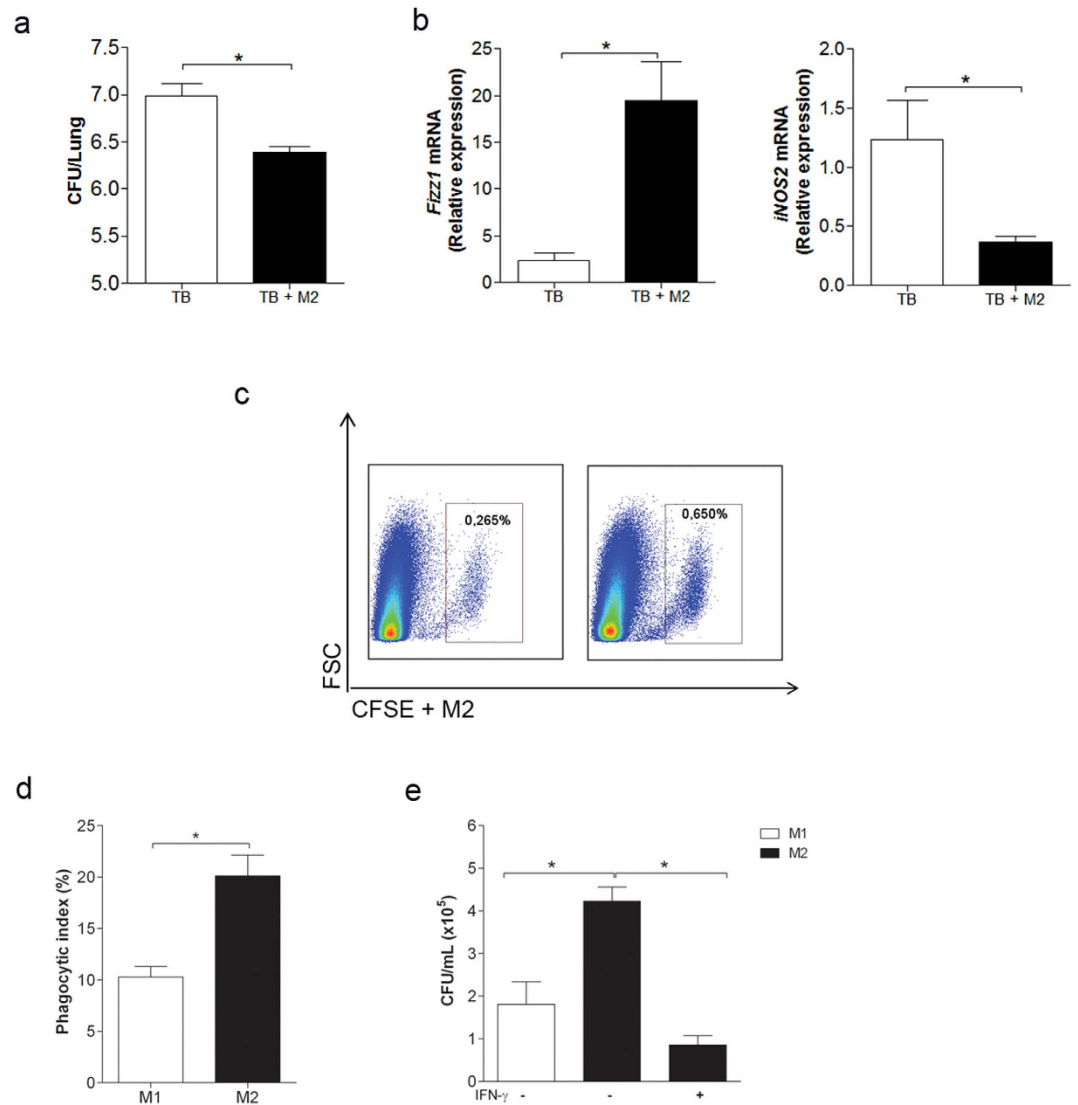 a
7.5
7.0
6.5
6.0
5.5
5.0
CFU/Lung
*
TB
TB + M2
b
25
20
15
10
5
0
Fizz1 mRNA
(Relative expression)
*
TB
TB + M2
2.0
1.5
1.0
0.5
0.0
iNOS2 mRNA
(Relative expression)
*
TB
TB + M2
c
0,265%
0,650%
FSC
CFSE + M2
d
25
20
15
10
5
0
Phagocytic index (%)
*
M1
M2
e
6
5
4
3
2
1
0
CFU/mL (x10⁵)
*
*
M1
M2
IFN-γ - - +